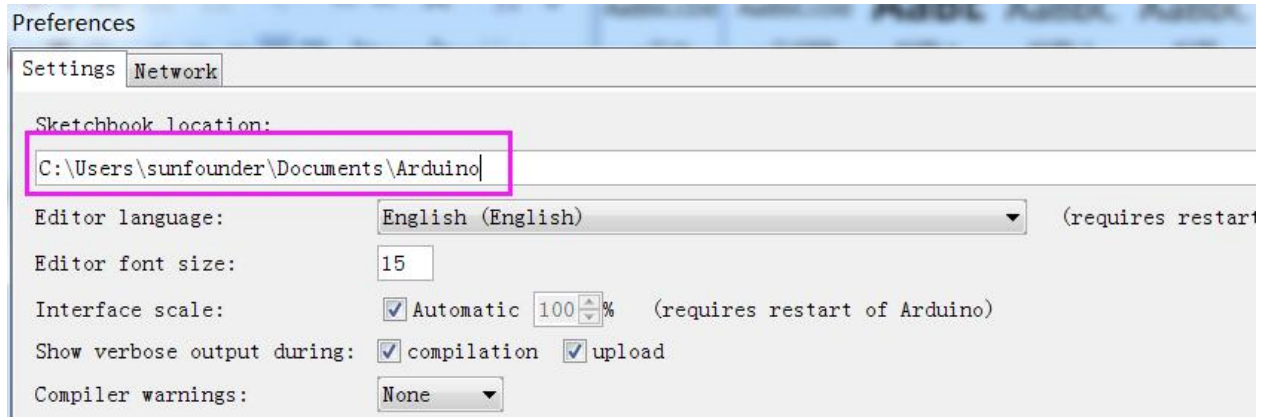 Preferences
Settings Network
Sketchbook location:
C:\Users\sunfounder\Documents\Arduino
Editor language: English (English) (requires restart
Editor font size: 15
Interface scale: Automatic 100 % (requires restart of Arduino)
Show verbose output during: compilation upload
Compiler warnings: None